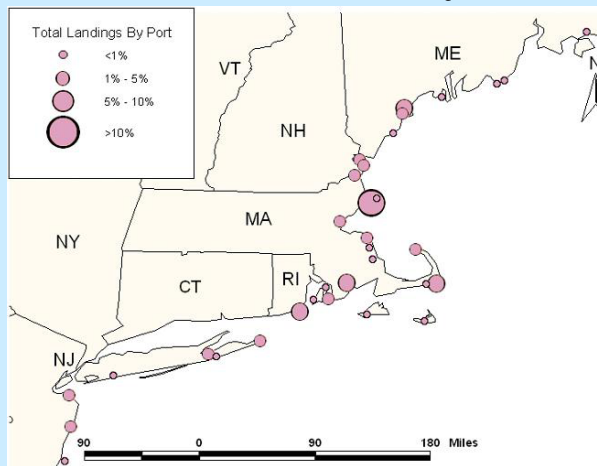 Total Landings By Port
<1%
1% - 5%
5% - 10%
>10%
VT
ME
N
NH
MA
NY
CT
RI
NJ
90 0 90 180 Miles